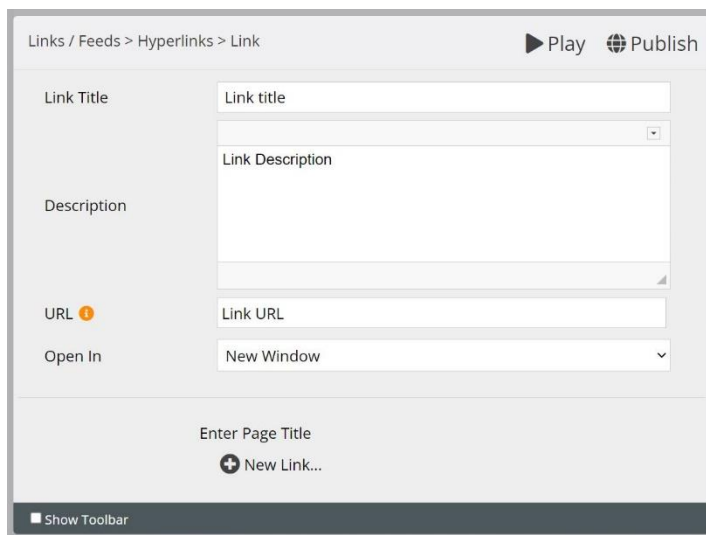 Links / Feeds > Hyperlinks > Link Play Publish
Link Title Link title
Link Description
Description
URL Link URL
Open In New Window
Enter Page Title
New Link...
Show Toolbar